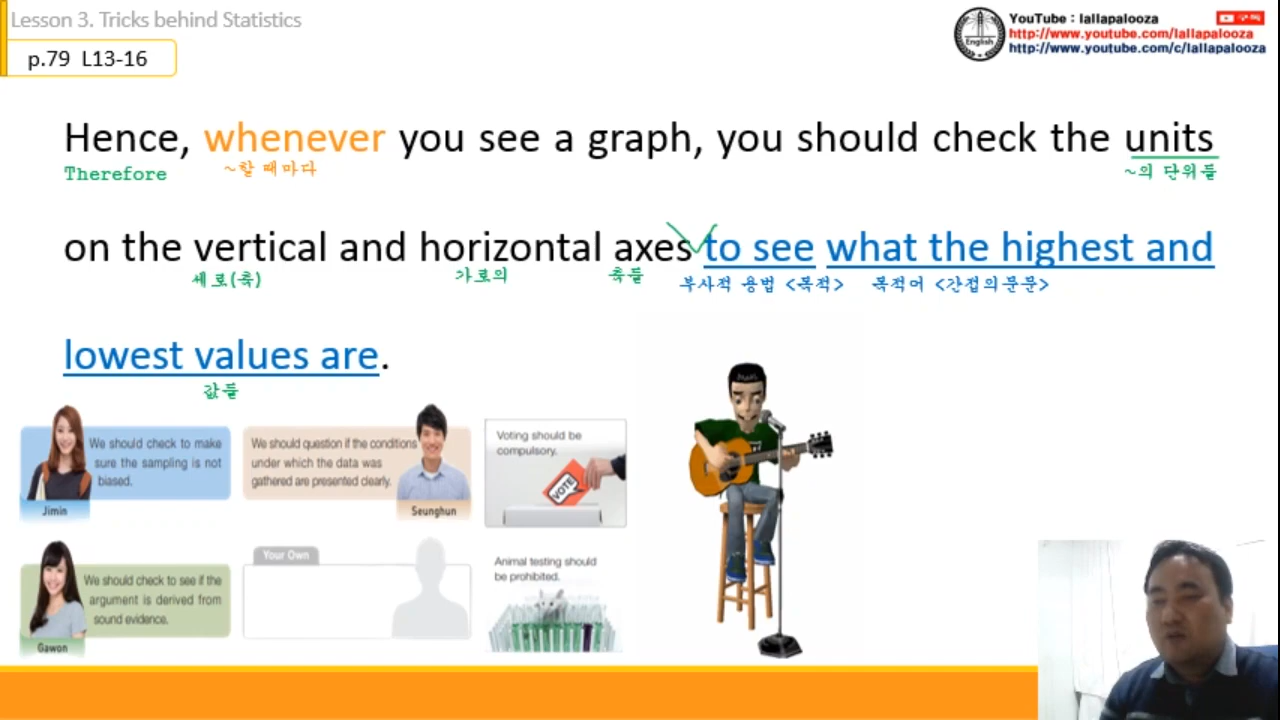 Lesson 3. Tricks behind Statistics
p.79 L13-16
YouTube : lallapalooza
구독
http://www.youtube.com/lallapalooza
http://www.youtube.com/c/lallapalooza
English
Hence, whenever you see a graph, you should check the units
Therefore ~할 때마다 ~의 단위들
on the vertical and horizontal axes to see what the highest and
세로(축) 가로의 축들 부사적 용법 <목적> 목적어 <간접의문문>
lowest values are.
값들
We should check to make
sure the sampling is not
biased.
Jimin
We should question if the conditions
under which the data was
gathered are presented clearly.
Seunghun
Voting should be
compulsory.
VOTE
We should check to see if the
argument is derived from
sound evidence.
Gawon
Your Own
Animal testing should
be prohibited.